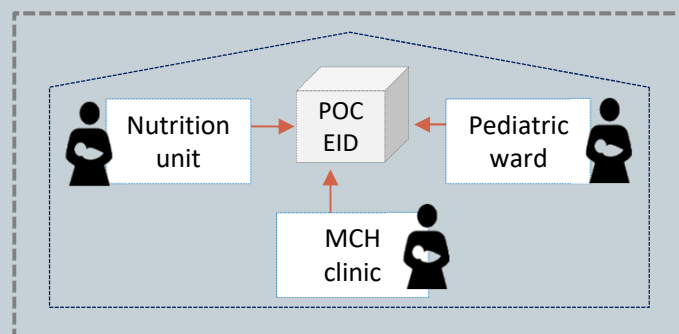 Nutrition
unit
POC
EID
Pediatric
ward
MCH
clinic